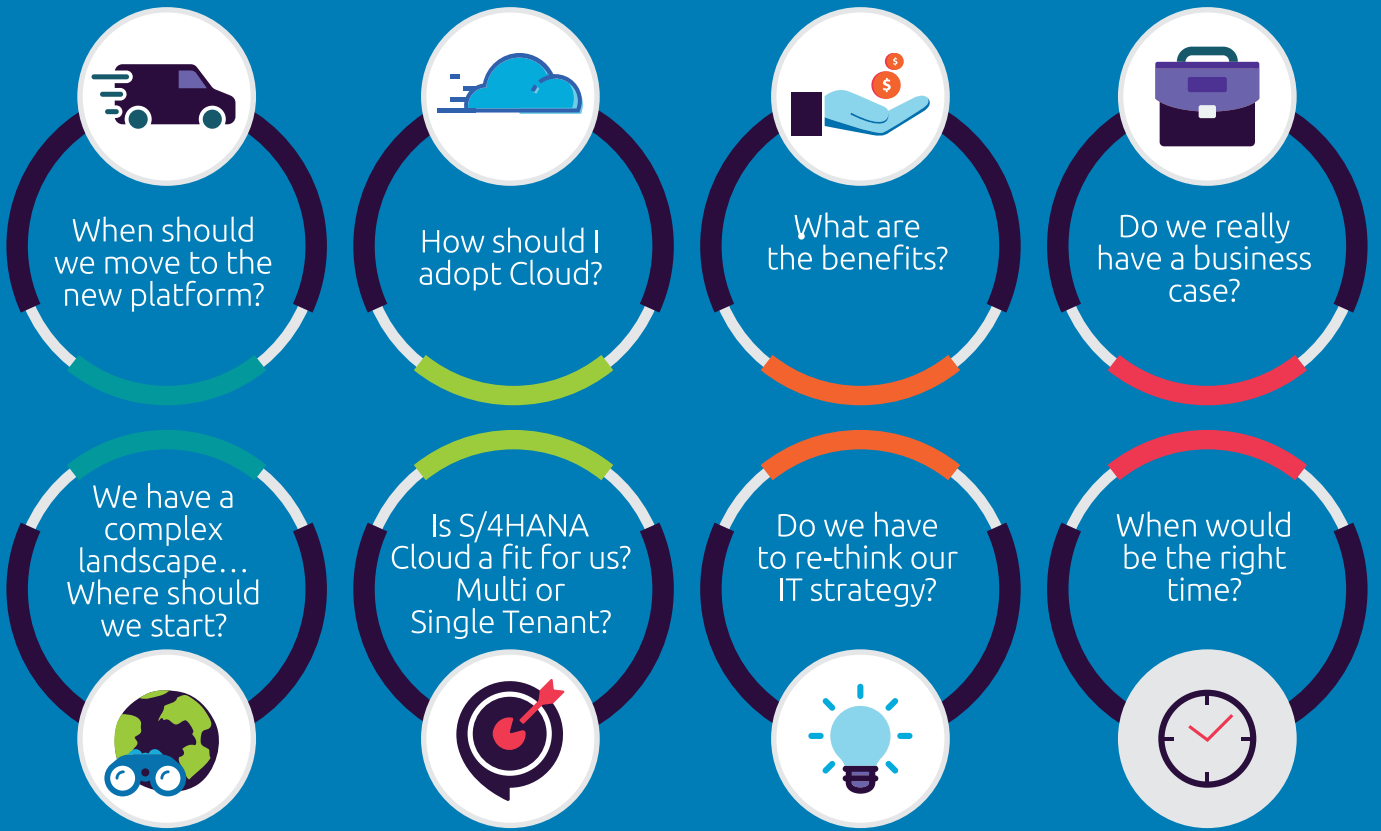 When should
we move to the
new platform?
How should I
adopt Cloud?
What are
the benefits?
Do we really
have a business
case?
We have a
complex
landscape...
Where should
we start?
Is S/4HANA
Cloud a fit for us?
Multi or
Single Tenant?
Do we have
to re-think our
IT strategy?
When would
be the right
time?
$
$